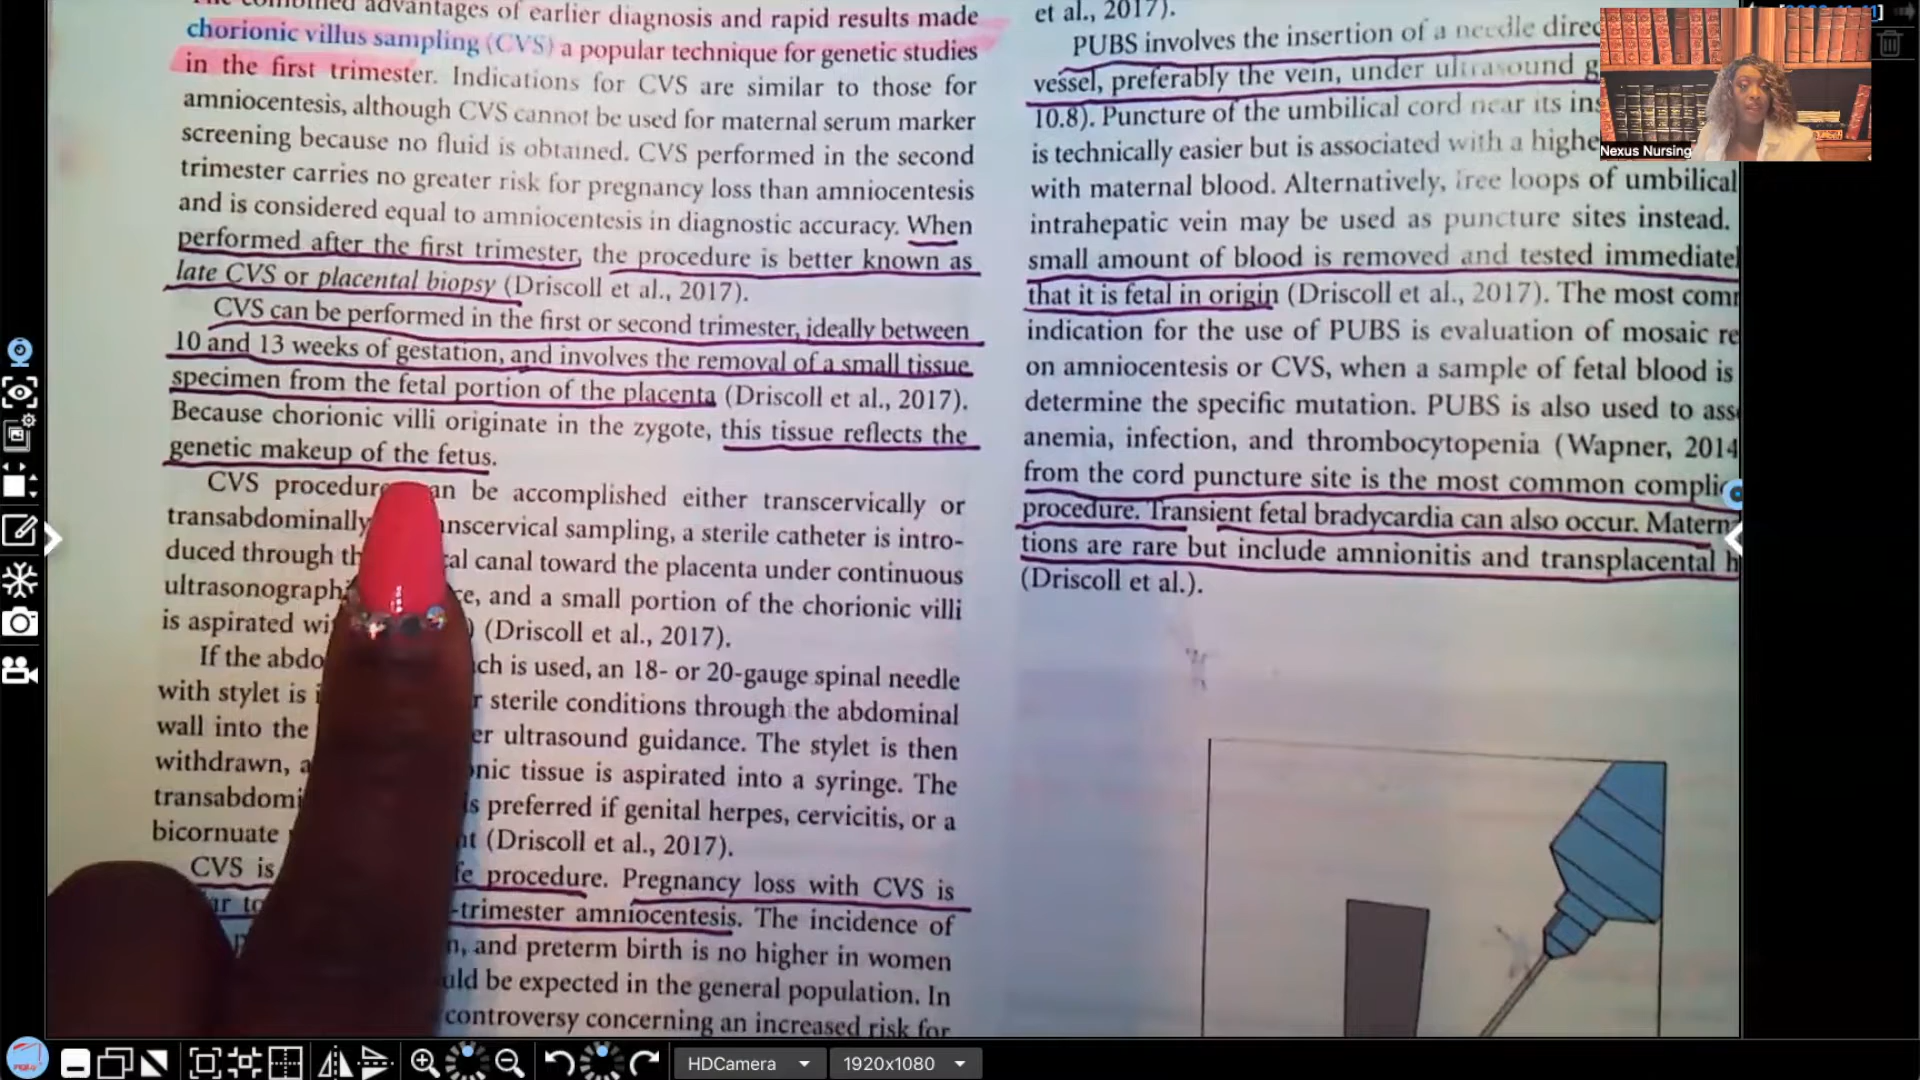 combined advantages of earlier diagnosis and rapid results made
chorionic villus sampling (CVS) a popular technique for genetic studies
in the first trimester. Indications for CVS are similar to those for
amniocentesis, although CVS cannot be used for maternal serum marker
screening because no fluid is obtained. CVS performed in the second
trimester carries no greater risk for pregnancy loss than amniocentesis
and is considered equal to amniocentesis in diagnostic accuracy. When
performed after the first trimester, the procedure is better known as
late CVS or placental biopsy (Driscoll et al., 2017).
CVS can be performed in the first or second trimester, ideally between
10 and 13 weeks of gestation, and involves the removal of a small tissue
specimen from the fetal portion of the placenta (Driscoll et al., 2017).
Because chorionic villi originate in the zygote, this tissue reflects the
genetic makeup of the fetus.
CVS procedure an be accomplished either transcervically or
transabdominally nscervical sampling, a sterile catheter is intro-
duced through th al canal toward the placenta under continuous
ultrasonograph ce, and a small portion of the chorionic villi
is aspirated wi ) (Driscoll et al., 2017).
If the abdo ch is used, an 18- or 20-gauge spinal needle
with stylet is i r sterile conditions through the abdominal
wall into the er ultrasound guidance. The stylet is then
withdrawn, a nic tissue is aspirated into a syringe. The
transabdomi is preferred if genital herpes, cervicitis, or a
bicornuate nt (Driscoll et al., 2017).
CVS is fe procedure. Pregnancy loss with CVS is
ar to -trimester amniocentesis. The incidence of
n, and preterm birth is no higher in women
uld be expected in the general population. In
controversy concerning an increased risk for
et al., 2017).
PUBS involves the insertion of a needle direc
vessel, preferably the vein, under ultrasound g
10.8). Puncture of the umbilical cord near its ins
is technically easier but is associated with a highe
with maternal blood. Alternatively, free loops of umbilical
intrahepatic vein may be used as puncture sites instead.
small amount of blood is removed and tested immediate
that it is fetal in origin (Driscoll et al., 2017). The most com
indication for the use of PUBS is evaluation of mosaic re
on amniocentesis or CVS, when a sample of fetal blood is
determine the specific mutation. PUBS is also used to ass
anemia, infection, and thrombocytopenia (Wapner, 2014
from the cord puncture site is the most common complic
procedure. Transient fetal bradycardia can also occur. Matern
tions are rare but include amnionitis and transplacental h
(Driscoll et al.).
Nexus Nursing
HDCamera
1920x1080